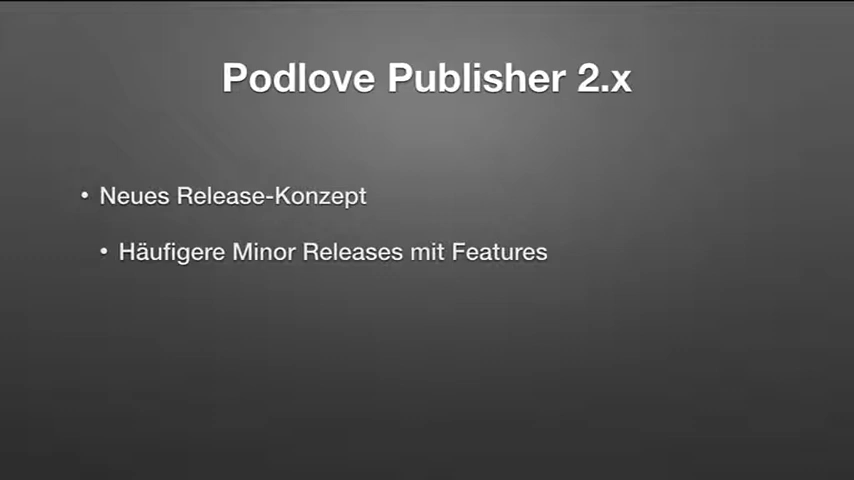 Podlove Publisher 2.x
• Neues Release-Konzept
• Häufigere Minor Releases mit Features